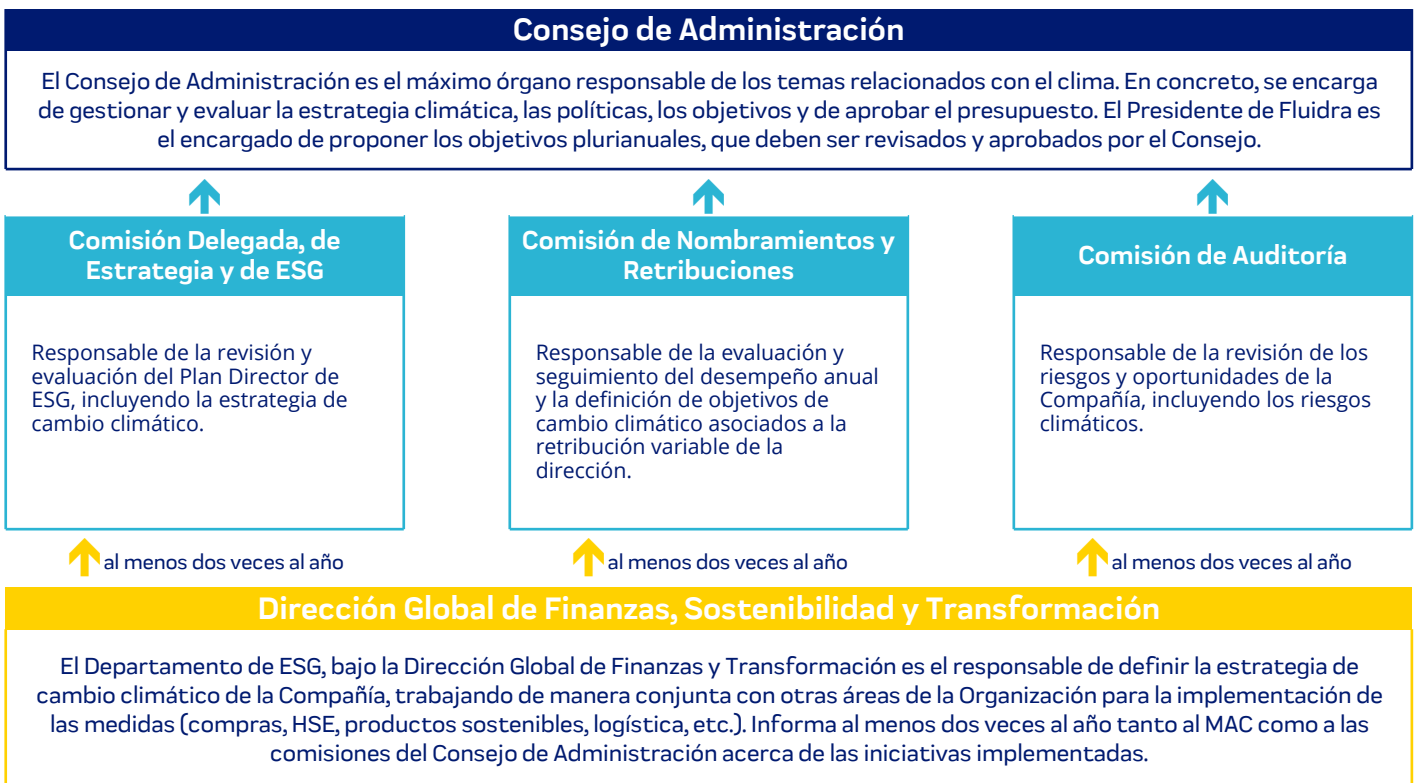 Consejo de Administración
El Consejo de Administración es el máximo órgano responsable de los temas relacionados con el clima. En concreto, se encarga
de gestionar y evaluar la estrategia climática, las políticas, los objetivos y de aprobar el presupuesto. El Presidente de Fluidra es
el encargado de proponer los objetivos plurianuales, que deben ser revisados y aprobados por el Consejo.
Comisión Delegada, de
Estrategia y de ESG
Responsable de la revisión y
evaluación del Plan Director de
ESG, incluyendo la estrategia de
cambio climático.
al menos dos veces al año
Comisión de Nombramientos y
Retribuciones
Responsable de la evaluación y
seguimiento del desempeño anual
y la definición de objetivos de
cambio climático asociados a la
retribución variable de la
dirección.
al menos dos veces al año
Comisión de Auditoría
Responsable de la revisión de los
riesgos y oportunidades de la
Compañía, incluyendo los riesgos
climáticos.
al menos dos veces al año
Dirección Global de Finanzas, Sostenibilidad y Transformación
El Departamento de ESG, bajo la Dirección Global de Finanzas y Transformación es el responsable de definir la estrategia de
cambio climático de la Compañía, trabajando de manera conjunta con otras áreas de la Organización para la implementación de
las medidas (compras, HSE, productos sostenibles, logística, etc.). Informa al menos dos veces al año tanto al MAC como a las
comisiones del Consejo de Administración acerca de las iniciativas implementadas.